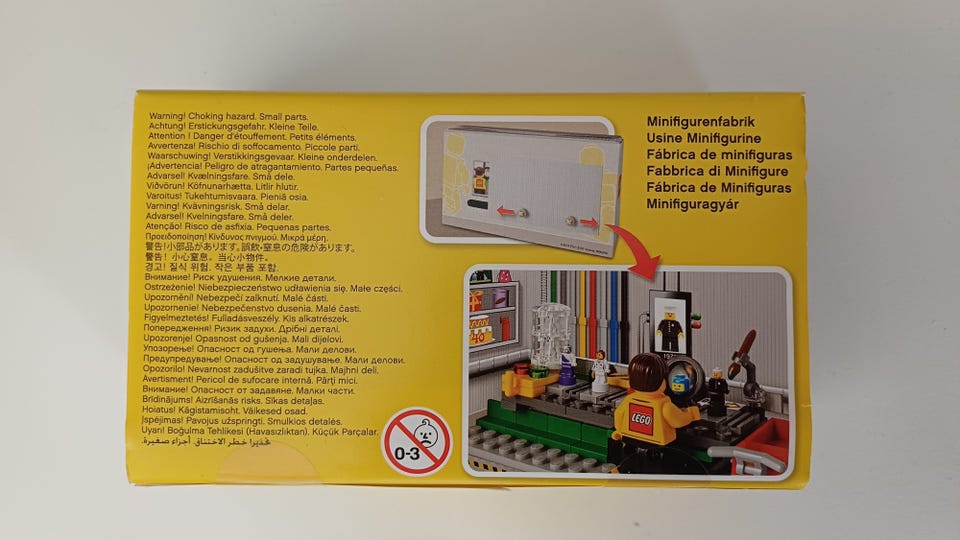 Warning! Choking hazard. Small parts.
Achtung! Erstickungsgefahr. Kleine Teile.
Attention ! Danger d'étouffement. Petits éléments.
Avvertenza! Rischio di soffocamento. Piccole parti.
Waarschuwing! Verstikkingsgevaar. Kleine onderdelen.
¡Advertencia! Peligro de atragantamiento. Partes pequeñas.
Advarsel! Kvælningsfare. Små dele.
Viðvörun! Köfnunarhætta. Litlir hlutir.
Varoitus! Tukehtumisvaara. Pieniä osia.
Varning! Kvävningsrisk. Små delar.
Advarsel! Kvelningsfare. Små deler.
Atenção! Risco de asfixia. Pequenas partes.
Προειδοποίηση! Κίνδυνος πνιγμού. Μικρά μέρη.
警告!小部品があります。誤飲・窒息の危険があります。
警告! 小心窒息。当心小物件。
경고! 질식 위험. 작은 부품 포함.
Внимание! Риск удушения. Мелкие детали.
Ostrzeżenie! Niebezpieczeństwo udławienia się. Małe części.
Upozornění! Nebezpečí zalknutí. Malé části.
Upozornenie! Nebezpečenstvo dusenia. Malé časti.
Figyelmeztetés! Fulladásveszély. Kis alkatrészek.
Попередження! Ризик задухи. Дрібні деталі.
Upozorenje! Opasnost od gušenja. Mali dijelovi.
Упозорење! Опасност од гушења. Мали делови.
Предупредување! Опасност од задушување. Мали делови.
Opozorilo! Nevarnost zadušitve zaradi tujka. Majhni deli.
Avertisment! Pericol de sufocare internă. Părţi mici.
Внимание! Опасност от задавяне. Малки части.
Brīdinājums! Aizrīšanās risks. Sīkas detaļas.
Hoiatus! Kägistamisoht. Väikesed osad.
Įspėjimas! Pavojus užspringti. Smulkios detalės.
Uyarı! Boğulma Tehlikesi (Havasızlıktan). Küçük Parçalar.
تحذير! خطر الاختناق. أجزاء صغيرة.
0-3
Minifigurenfabrik
Usine Minifigurine
Fábrica de minifiguras
Fabbrica di Minifigure
Fábrica de Minifiguras
Minifiguragyár
40
LEGO